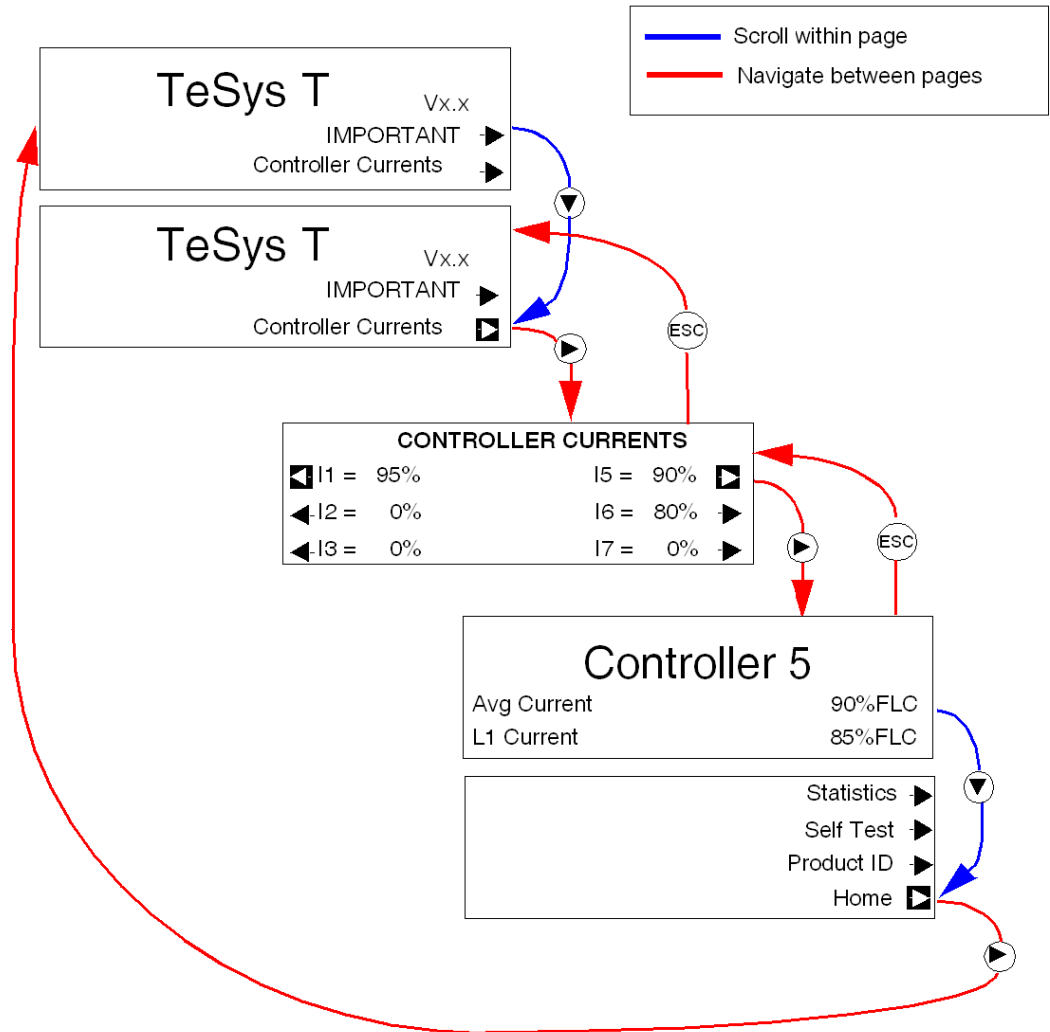 Scroll within page
Navigate between pages
TeSys T
Vx.x
IMPORTANT
Controller Currents
TeSys T
Vx.x
IMPORTANT
Controller Currents
ESC
CONTROLLER CURRENTS
I1 = 95% I5 = 90%
I2 = 0% I6 = 80%
I3 = 0% I7 = 0%
ESC
Controller 5
Avg Current 90%FLC
L1 Current 85%FLC
Statistics
Self Test
Product ID
Home